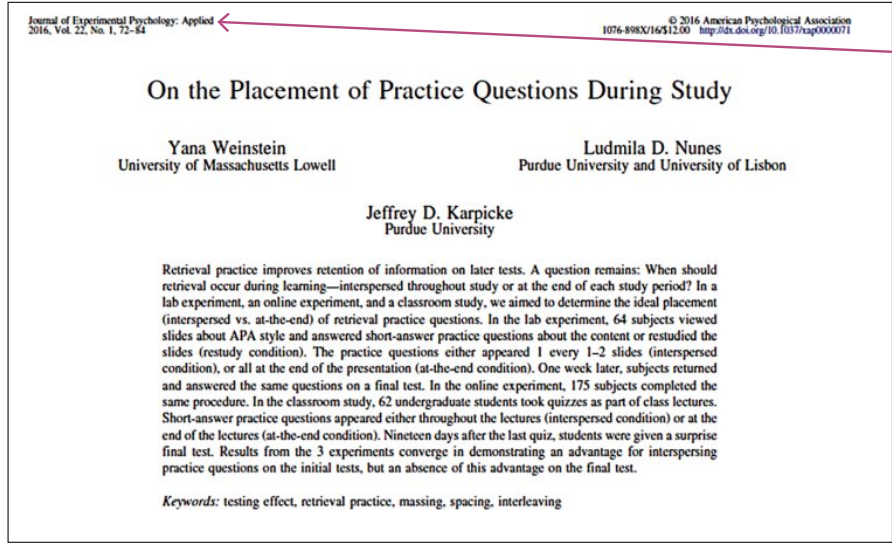 Journal of Experimental Psychology: Applied
2016, Vol. 22, No. 1, 72–84
© 2016 American Psychological Association
1076-898X/16/$12.00 http://dx.doi.org/10.1037/xap0000071
On the Placement of Practice Questions During Study
Yana Weinstein
University of Massachusetts Lowell
Ludmila D. Nunes
Purdue University and University of Lisbon
Jeffrey D. Karpicke
Purdue University
Retrieval practice improves retention of information on later tests. A question remains: When should
retrieval occur during learning—interspersed throughout study or at the end of each study period? In a
lab experiment, an online experiment, and a classroom study, we aimed to determine the ideal placement
(interspersed vs. at-the-end) of retrieval practice questions. In the lab experiment, 64 subjects viewed
slides about APA style and answered short-answer practice questions about the content or restudied the
slides (restudy condition). The practice questions either appeared 1 every 1–2 slides (interspersed
condition), or all at the end of the presentation (at-the-end condition). One week later, subjects returned
and answered the same questions on a final test. In the online experiment, 175 subjects completed the
same procedure. In the classroom study, 62 undergraduate students took quizzes as part of class lectures.
Short-answer practice questions appeared either throughout the lectures (interspersed condition) or at the
end of the lectures (at-the-end condition). Nineteen days after the last quiz, students were given a surprise
final test. Results from the 3 experiments converge in demonstrating an advantage for interspersing
practice questions on the initial tests, but an absence of this advantage on the final test.
Keywords: testing effect, retrieval practice, massing, spacing, interleaving